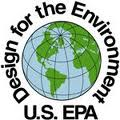 Design for the Environment
U.S. EPA